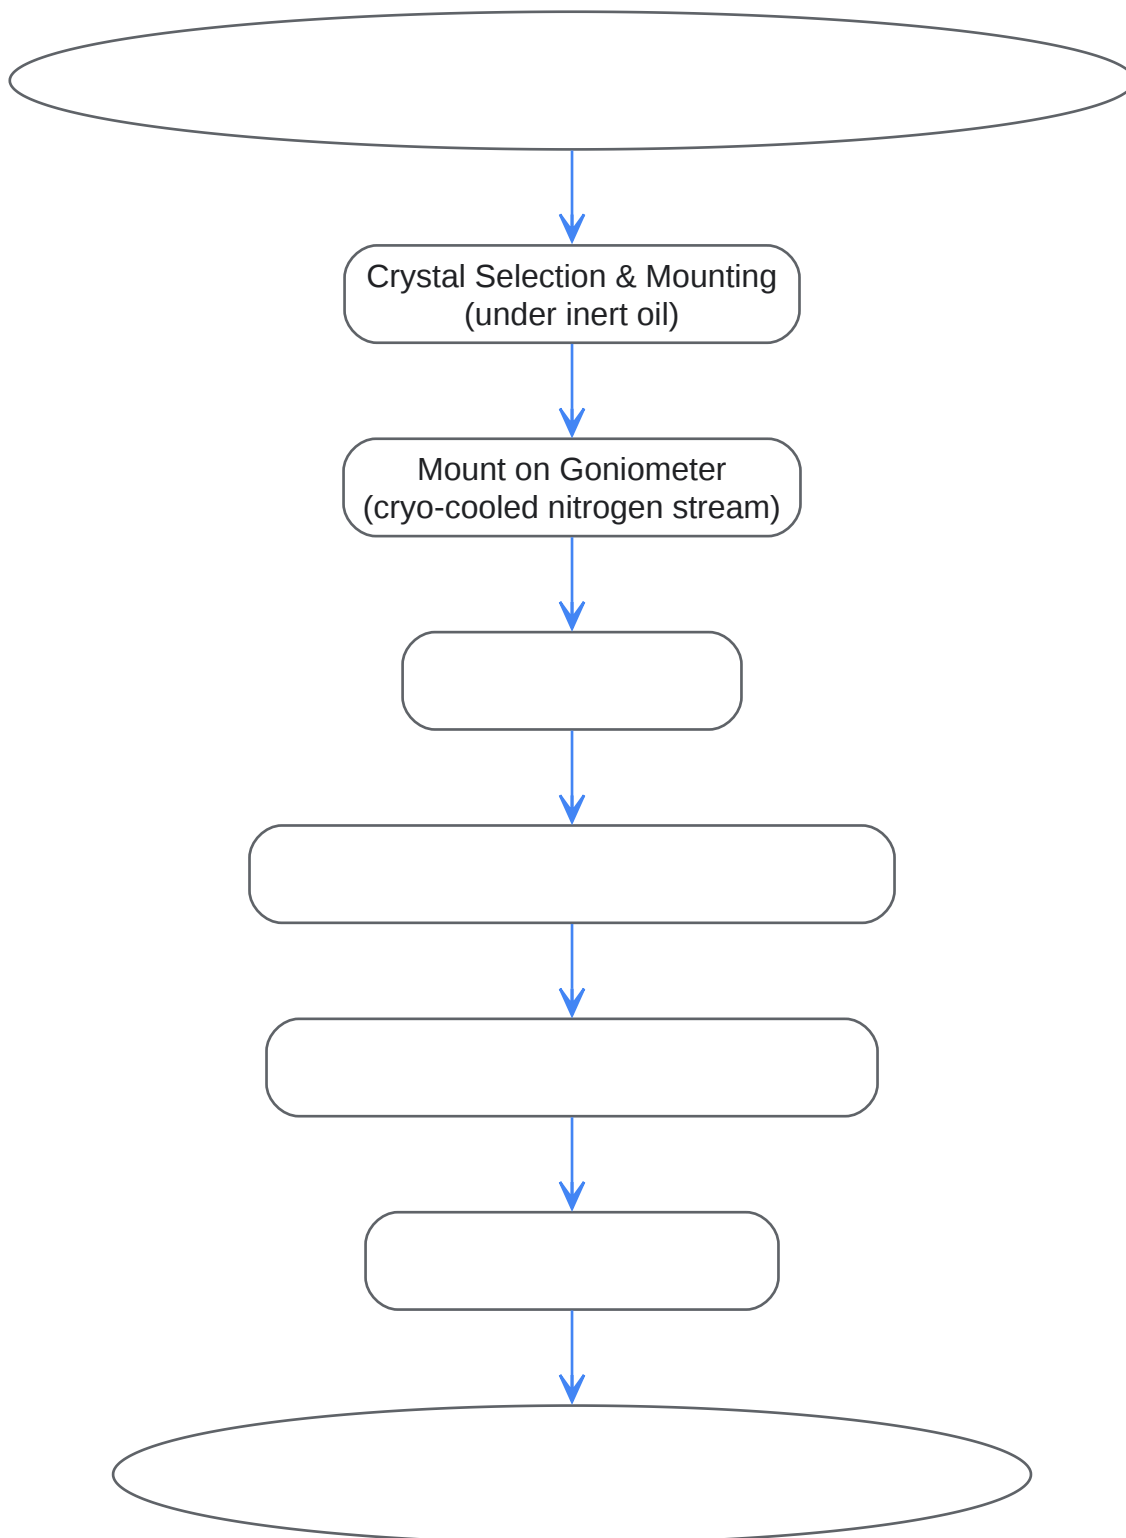 Crystal Selection & Mounting
(under inert oil)
Mount on Goniometer
(cryo-cooled nitrogen stream)